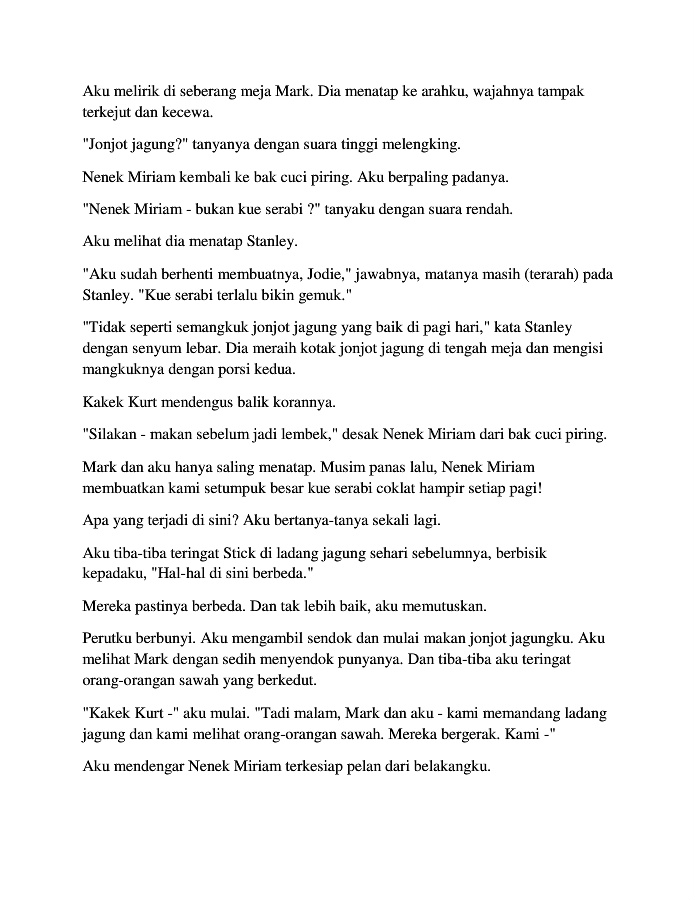 Aku melirik di seberang meja Mark. Dia menatap ke arahku, wajahnya tampak
terkejut dan kecewa.
"Jonjot jagung?" tanyanya dengan suara tinggi melengking.
Nenek Miriam kembali ke bak cuci piring. Aku berpaling padanya.
"Nenek Miriam - bukan kue serabi ?" tanyaku dengan suara rendah.
Aku melihat dia menatap Stanley.
"Aku sudah berhenti membuatnya, Jodie," jawabnya, matanya masih (terarah) pada
Stanley. "Kue serabi terlalu bikin gemuk."
"Tidak seperti semangkuk jonjot jagung yang baik di pagi hari," kata Stanley
dengan senyum lebar. Dia meraih kotak jonjot jagung di tengah meja dan mengisi
mangkuknya dengan porsi kedua.
Kakek Kurt mendengus balik korannya.
"Silakan - makan sebelum jadi lembek," desak Nenek Miriam dari bak cuci piring.
Mark dan aku hanya saling menatap. Musim panas lalu, Nenek Miriam
membuatkan kami setumpuk besar kue serabi coklat hampir setiap pagi!
Apa yang terjadi di sini? Aku bertanya-tanya sekali lagi.
Aku tiba-tiba teringat Stick di ladang jagung sehari sebelumnya, berbisik
kepadaku, "Hal-hal di sini berbeda."
Mereka pastinya berbeda. Dan tak lebih baik, aku memutuskan.
Perutku berbunyi. Aku mengambil sendok dan mulai makan jonjot jagungku. Aku
melihat Mark dengan sedih menyendok punyanya. Dan tiba-tiba aku teringat
orang-orangan sawah yang berkedut.
"Kakek Kurt -" aku mulai. "Tadi malam, Mark dan aku - kami memandang ladang
jagung dan kami melihat orang-orangan sawah. Mereka bergerak. Kami -"
Aku mendengar Nenek Miriam terkesiap pelan dari belakangku.